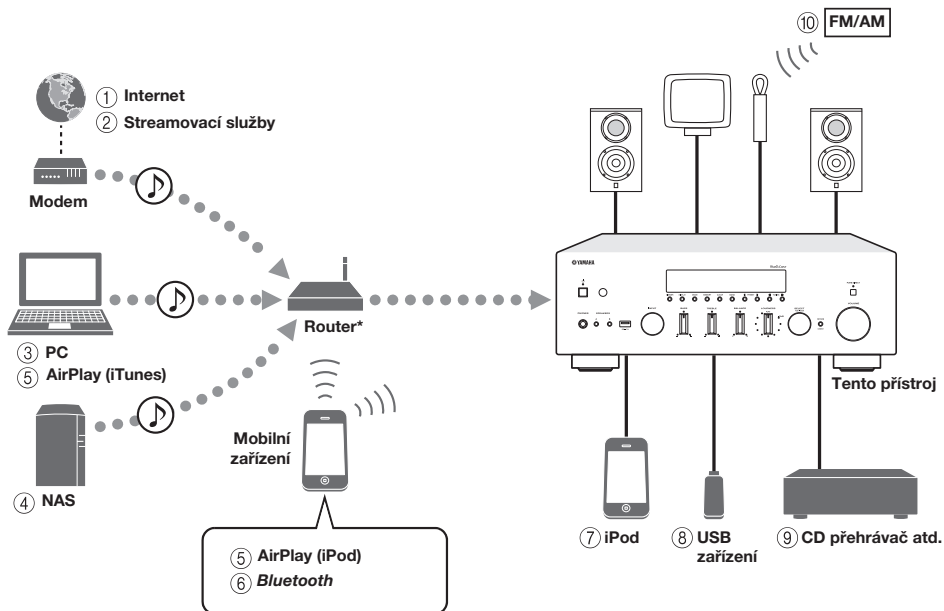 ⑩ FM/AM
① Internet
② Streamovací služby
Modem
③ PC
⑤ AirPlay (iTunes)
④ NAS
Router*
Mobilní
zařízení
⑤ AirPlay (iPod)
⑥ Bluetooth
YAMAHA
Tento přístroj
⑦ iPod
⑧ USB
zařízení
⑨ CD přehrávač atd.